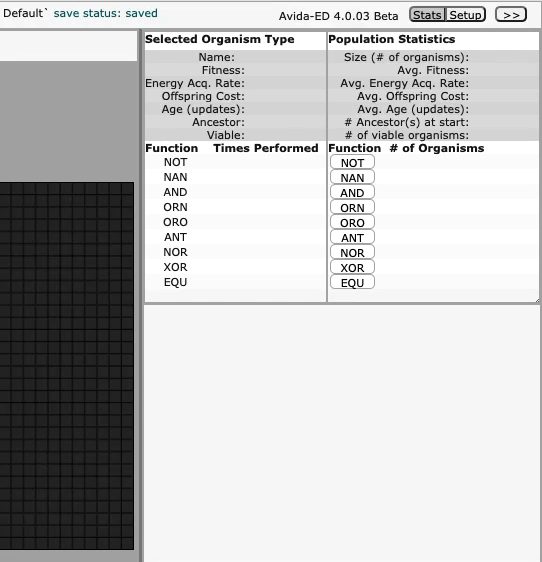 Default` save status: saved
Avida-ED 4.0.03 Beta Stats Setup >>
Selected Organism Type
Name:
Fitness:
Energy Acq. Rate:
Offspring Cost:
Age (updates):
Ancestor:
Viable:
Function Times Performed
NOT
NAN
AND
ORN
ORO
ANT
NOR
XOR
EQU
Population Statistics
Size (# of organisms):
Avg. Fitness:
Avg. Energy Acq. Rate:
Avg. Offspring Cost:
Avg. Age (updates):
# Ancestor(s) at start:
# of viable organisms:
Function # of Organisms
NOT
NAN
AND
ORN
ORO
ANT
NOR
XOR
EQU